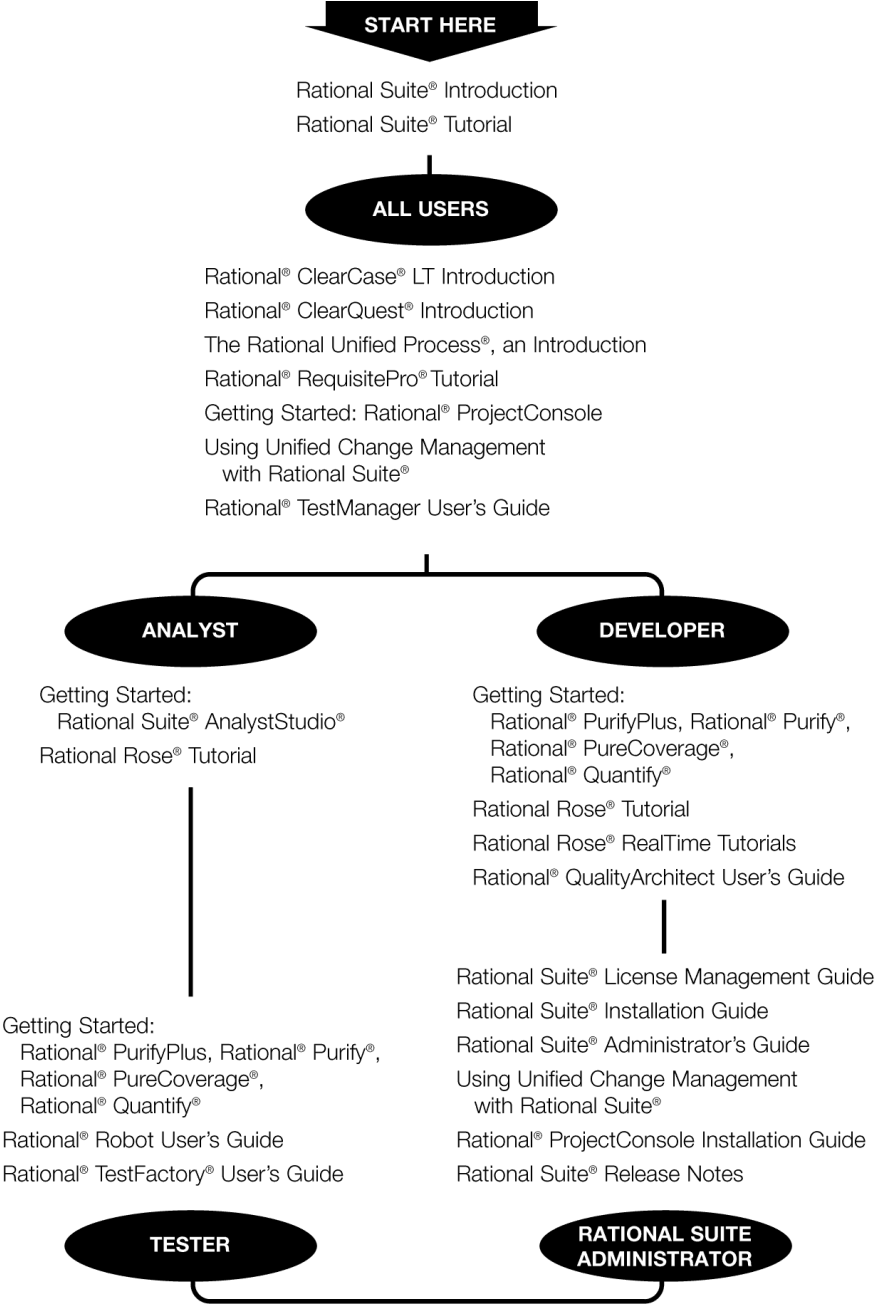 START HERE
Rational Suite® Introduction
Rational Suite® Tutorial
ALL USERS
Rational® ClearCase® LT Introduction
Rational® ClearQuest® Introduction
The Rational Unified Process®, an Introduction
Rational® RequisitePro® Tutorial
Getting Started: Rational® ProjectConsole
Using Unified Change Management
with Rational Suite®
Rational® TestManager User's Guide
ANALYST
Getting Started:
Rational Suite® AnalystStudio®
Rational Rose® Tutorial
DEVELOPER
Getting Started:
Rational® PurifyPlus, Rational® Purify®,
Rational® PureCoverage®,
Rational® Quantify®
Rational Rose® Tutorial
Rational Rose® RealTime Tutorials
Rational® QualityArchitect User's Guide
Getting Started:
Rational® PurifyPlus, Rational® Purify®,
Rational® PureCoverage®,
Rational® Quantify®
Rational® Robot User's Guide
Rational® TestFactory® User's Guide
TESTER
Rational Suite® License Management Guide
Rational Suite® Installation Guide
Rational Suite® Administrator's Guide
Using Unified Change Management
with Rational Suite®
Rational® ProjectConsole Installation Guide
Rational Suite® Release Notes
RATIONAL SUITE
ADMINISTRATOR